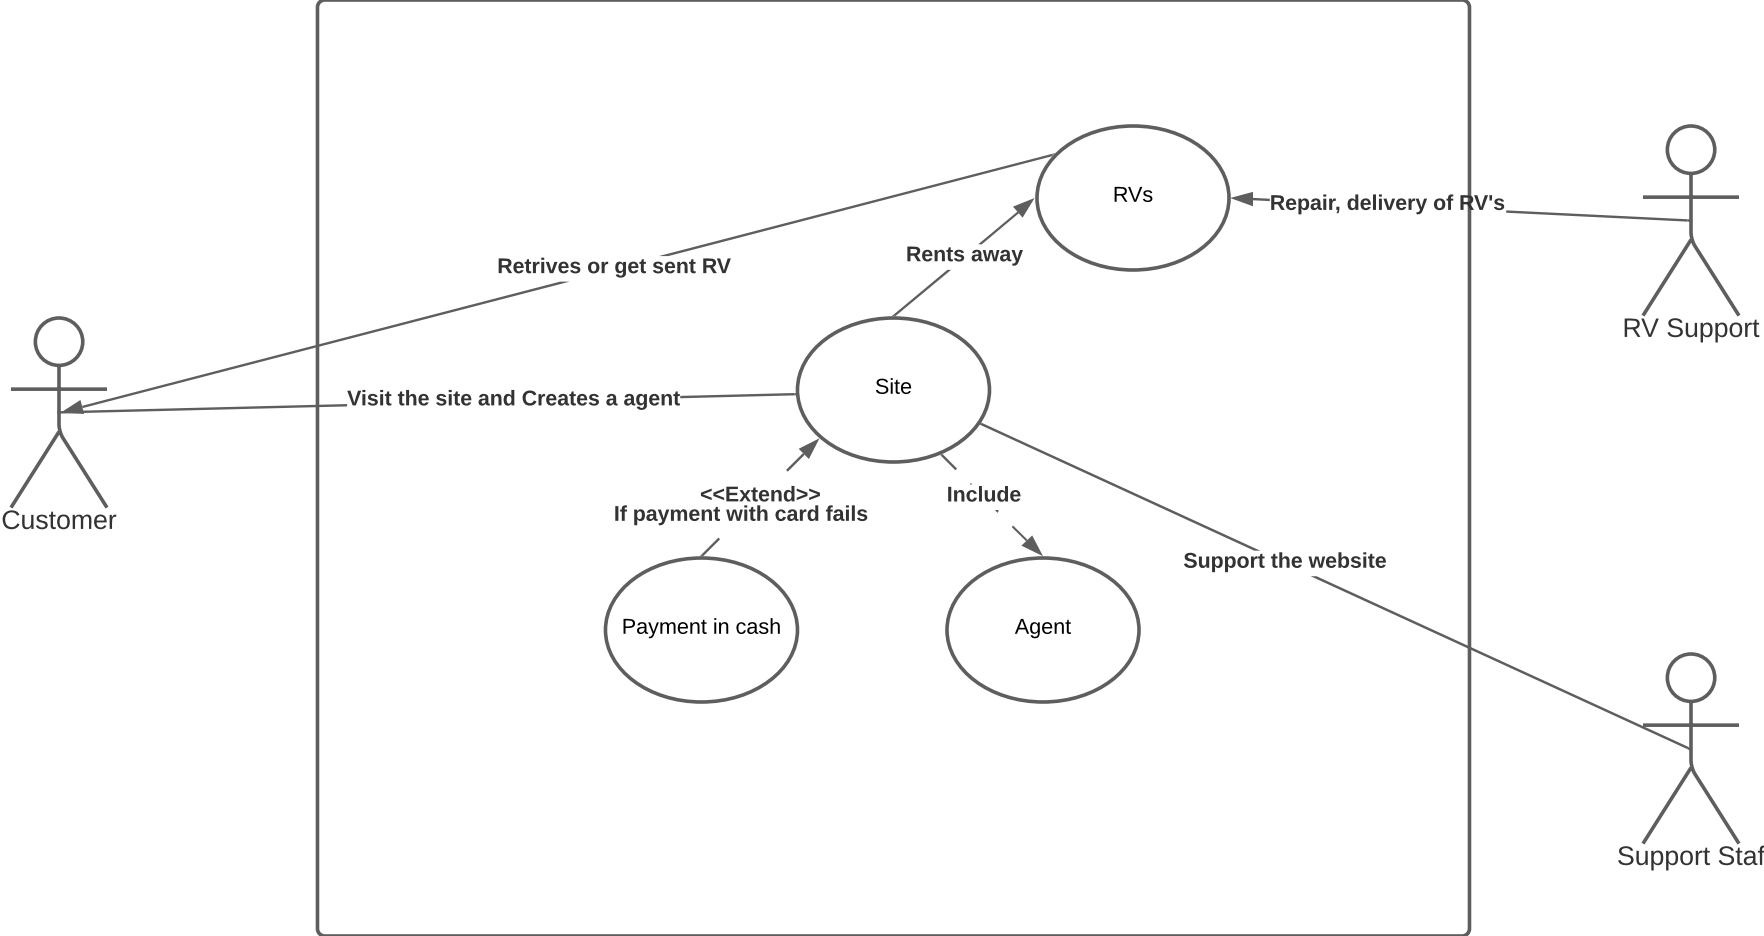 RVs
Repair, delivery of RV's
Rents away
Retrives or get sent RV
RV Support
Site
Visit the site and Creates a agent
<<Extend>>
If payment with card fails
Include
Customer
Support the website
Payment in cash
Agent
Support Staf